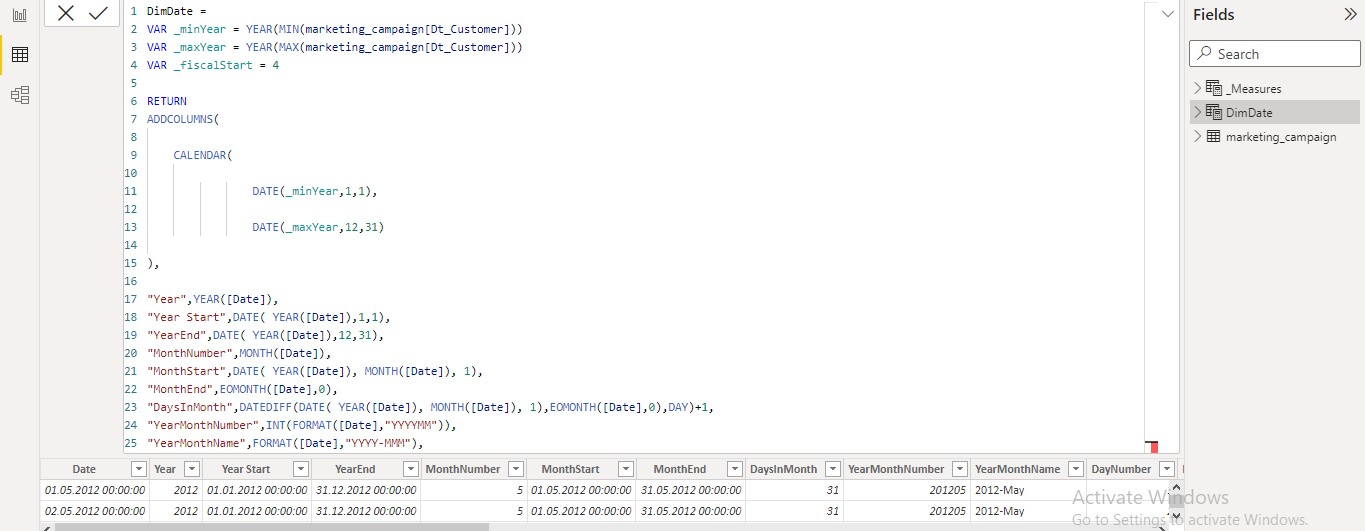 Fields
Search
_Measures
DimDate
marketing_campaign
1 DimDate =
2 VAR _minYear = YEAR(MIN(marketing_campaign[Dt_Customer]))
3 VAR _maxYear = YEAR(MAX(marketing_campaign[Dt_Customer]))
4 VAR _fiscalStart = 4
5
6 RETURN
7 ADDCOLUMNS(
8
9 CALENDAR(
10
11 DATE(_minYear,1,1),
12
13 DATE(_maxYear,12,31)
14
15 ),
16
17 "Year",YEAR([Date]),
18 "Year Start",DATE( YEAR([Date]),1,1),
19 "YearEnd",DATE( YEAR([Date]),12,31),
20 "MonthNumber",MONTH([Date]),
21 "MonthStart",DATE( YEAR([Date]), MONTH([Date]), 1),
22 "MonthEnd",EOMONTH([Date],0),
23 "DaysInMonth",DATEDIFF(DATE( YEAR([Date]), MONTH([Date]), 1),EOMONTH([Date],0),DAY)+1,
24 "YearMonthNumber",INT(FORMAT([Date],"YYYYMM")),
25 "YearMonthName",FORMAT([Date],"YYYY-MMM"),
Date Year Year Start YearEnd MonthNumber MonthStart MonthEnd DaysInMonth YearMonthNumber YearMonthName DayNumber
01.05.2012 00:00:00 2012 01.01.2012 00:00:00 31.12.2012 00:00:00 5 01.05.2012 00:00:00 31.05.2012 00:00:00 31 201205 2012-May
02.05.2012 00:00:00 2012 01.01.2012 00:00:00 31.12.2012 00:00:00 5 01.05.2012 00:00:00 31.05.2012 00:00:00 31 201205 2012-May
Activate Windows
Go to Settings to activate Windows.